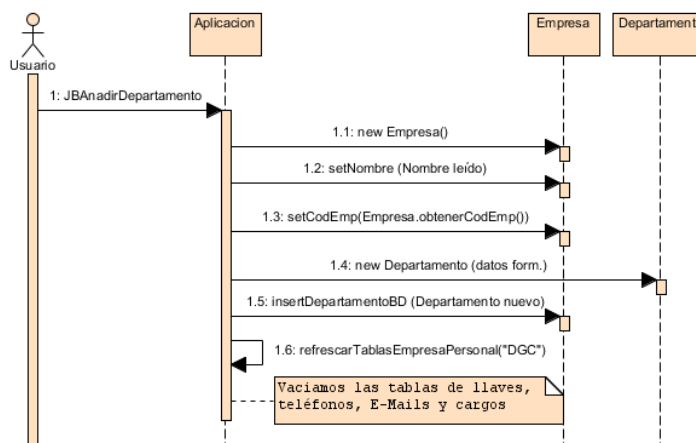 Aplicacion
Empresa
Departament
Usuario
1: JBAnadirDepartamento
1.1: new Empresa()
1.2: setNombre (Nombre leído)
1.3: setCodEmp(Empresa.obtenerCodEmp())
1.4: new Departamento (datos form.)
1.5: insertDepartamentoBD (Departamento nuevo)
1.6: refrescarTablasEmpresaPersonal("DGC")
Vaciamos las tablas de llaves,
teléfonos, E-Mails y cargos